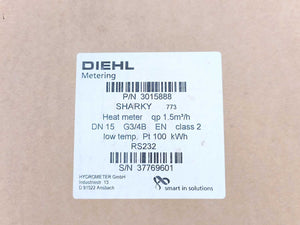 DIEHL
Metering
P/N 3015888
SHARKY 773
Heat meter qp 1.5m³/h
DN 15 G3/4B EN class 2
low temp. Pt 100 kWh
RS232
S/N 37769601
HYDROMETER GmbH
Industriestr. 13
D 91522 Ansbach
smart in solutions